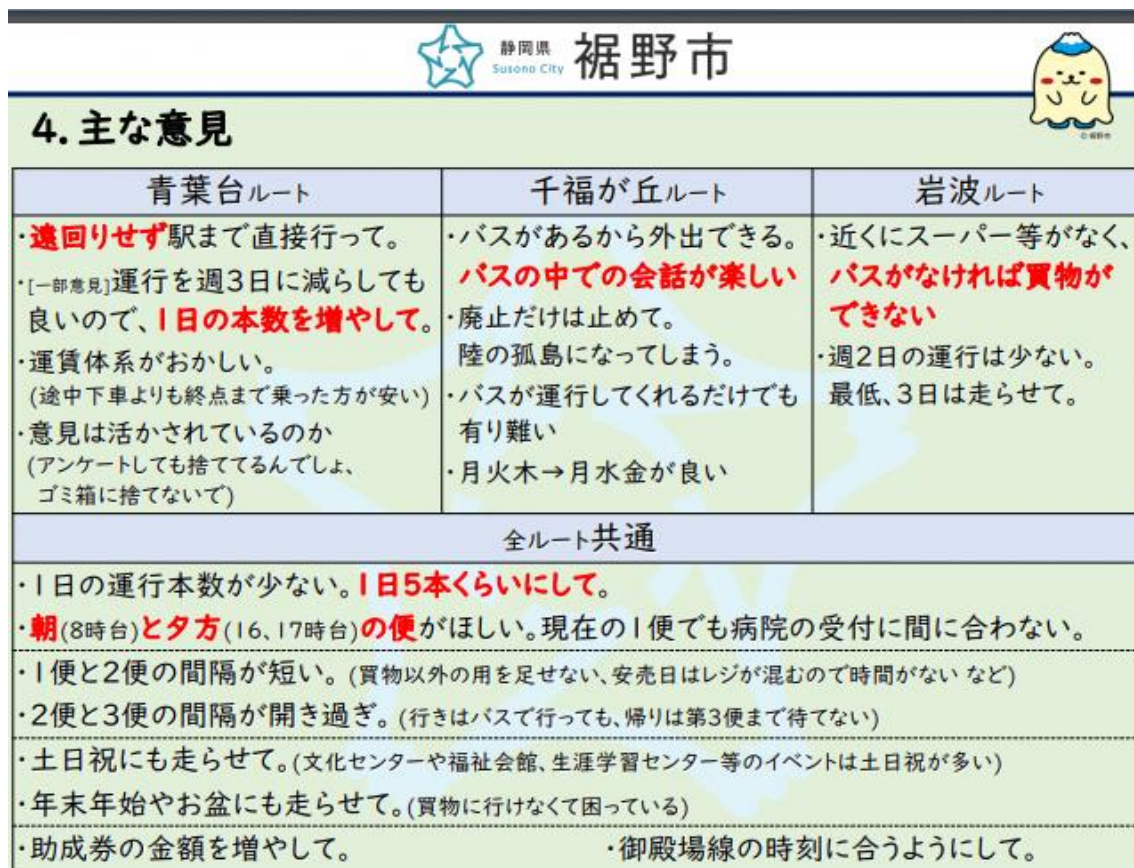 静岡県
Susono City
裾野市
©裾野市
4.主な意見
青葉台ルート
・遠回りせず駅まで直接行って。
・[一部意見]運行を週3日に減らしても
良いので、1日の本数を増やして。
・運賃体系がおかしい。
(途中下車よりも終点まで乗った方が安い)
・意見は活かされているのか
(アンケートしても捨ててるんでしょ、
ゴミ箱に捨てないで)
千福が丘ルート
・バスがあるから外出できる。
バスの中での会話が楽しい
・廃止だけは止めて。
陸の孤島になってしまう。
・バスが運行してくれるだけでも
有り難い
・月火木→月水金が良い
岩波ルート
・近くにスーパー等がなく、
バスがなければ買物が
できない
・週2日の運行は少ない。
最低、3日は走らせて。
全ルート共通
・1日の運行本数が少ない。1日5本くらいにして。
・朝(8時台)と夕方(16、17時台)の便がほしい。現在の1便でも病院の受付に間に合わない。
・1便と2便の間隔が短い。(買物以外の用を足せない、安売日はレジが混むので時間がない など)
・2便と3便の間隔が開き過ぎ。(行きはバスで行っても、帰りは第3便まで待てない)
・土日祝にも走らせて。(文化センターや福祉会館、生涯学習センター等のイベントは土日祝が多い)
・年末年始やお盆にも走らせて。(買物に行けなくて困っている)
・助成券の金額を増やして。 ・御殿場線の時刻に合うようにして。